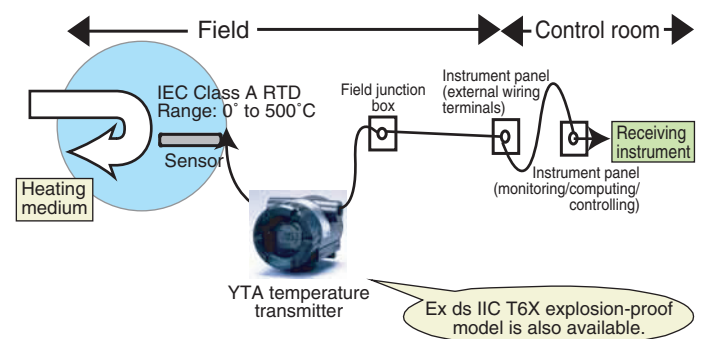 Field
Control room
IEC Class A RTD
Range: 0˚ to 500˚C
Sensor
Heating
medium
Field junction
box
Instrument panel
(external wiring
terminals)
Receiving
instrument
Instrument panel
(monitoring/computing/
controlling)
YTA temperature
transmitter
Ex ds IIC T6X explosion-proof
model is also available.